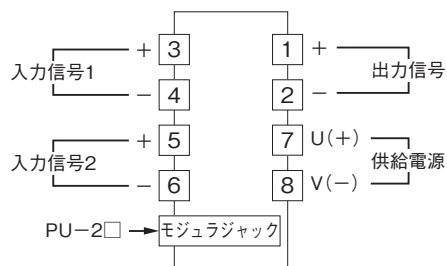 + 3 1 +
入力信号1 出力信号
− 4 2 −
+ 5 7 U(+)
入力信号2 供給電源
− 6 8 V(−)
PU−2□ モジュラジャック